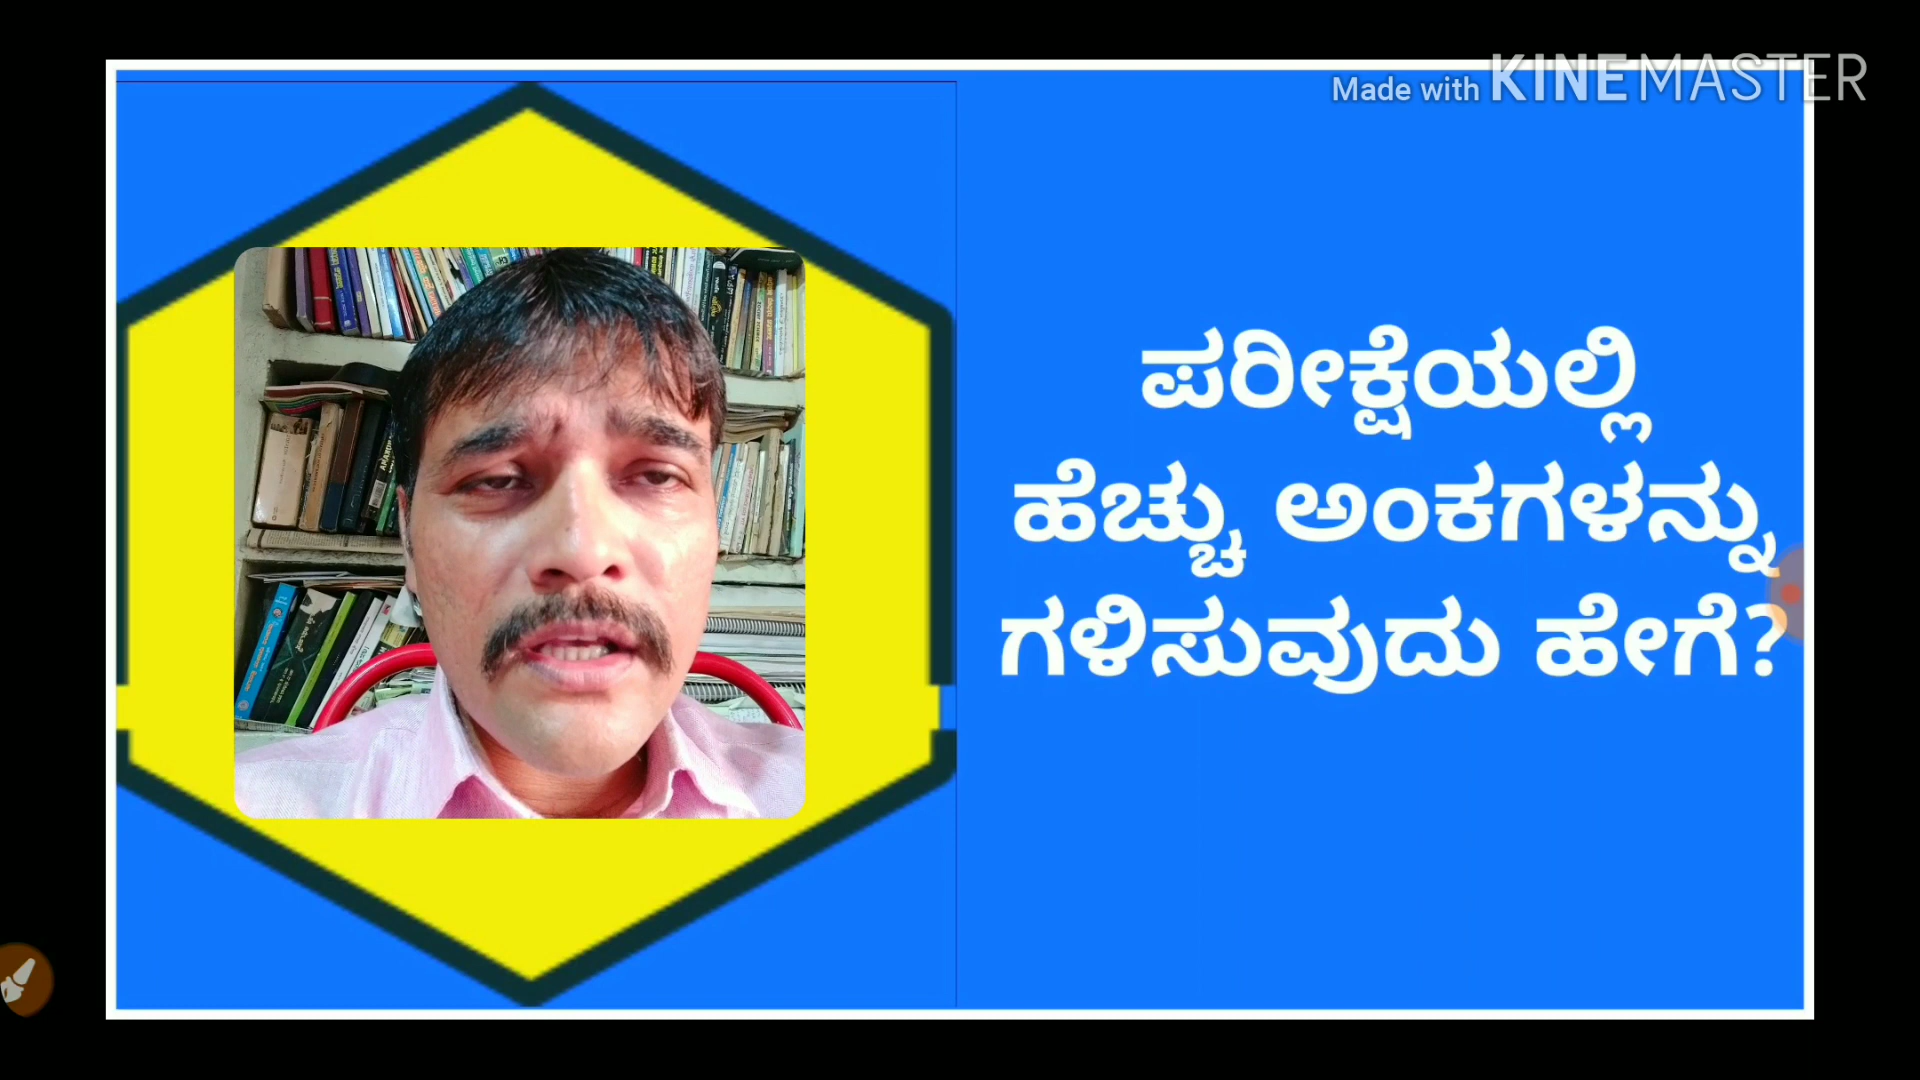 Made with KINEMASTER
ಪರೀಕ್ಷೆಯಲ್ಲಿ
ಹೆಚ್ಚು ಅಂಕಗಳನ್ನು
ಗಳಿಸುವುದು ಹೇಗೆ?